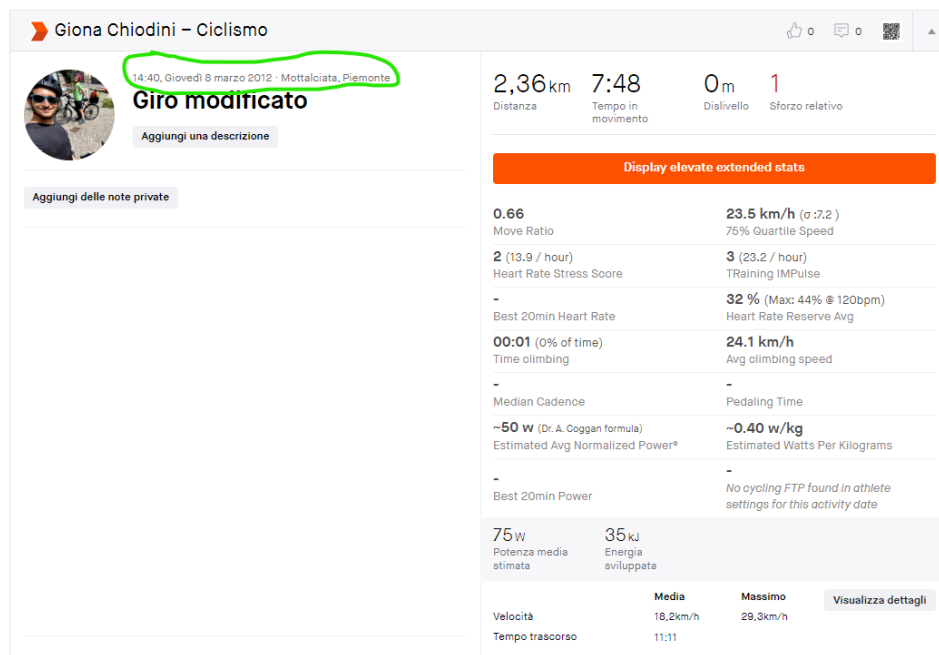 Giona Chiodini – Ciclismo
0
0
14:40, Giovedì 8 marzo 2012 · Mottalciata, Piemonte
Giro modificato
Aggiungi una descrizione
Aggiungi delle note private
2,36 km
Distanza
7:48
Tempo in
movimento
0 m
Dislivello
1
Sforzo relativo
Display elevate extended stats
0.66
Move Ratio
23.5 km/h (σ :7.2 )
75% Quartile Speed
2 (13.9 / hour)
Heart Rate Stress Score
3 (23.2 / hour)
TRaining IMPulse
-
Best 20min Heart Rate
32 % (Max: 44% @ 120bpm)
Heart Rate Reserve Avg
00:01 (0% of time)
Time climbing
24.1 km/h
Avg climbing speed
-
Median Cadence
-
Pedaling Time
~50 w (Dr. A. Coggan formula)
Estimated Avg Normalized Power®
~0.40 w/kg
Estimated Watts Per Kilograms
-
Best 20min Power
-
No cycling FTP found in athlete
settings for this activity date
75 W
Potenza media
stimata
35 kJ
Energia
sviluppata
Media
Massimo
Visualizza dettagli
Velocità
18,2km/h
29,3km/h
Tempo trascorso
11:11